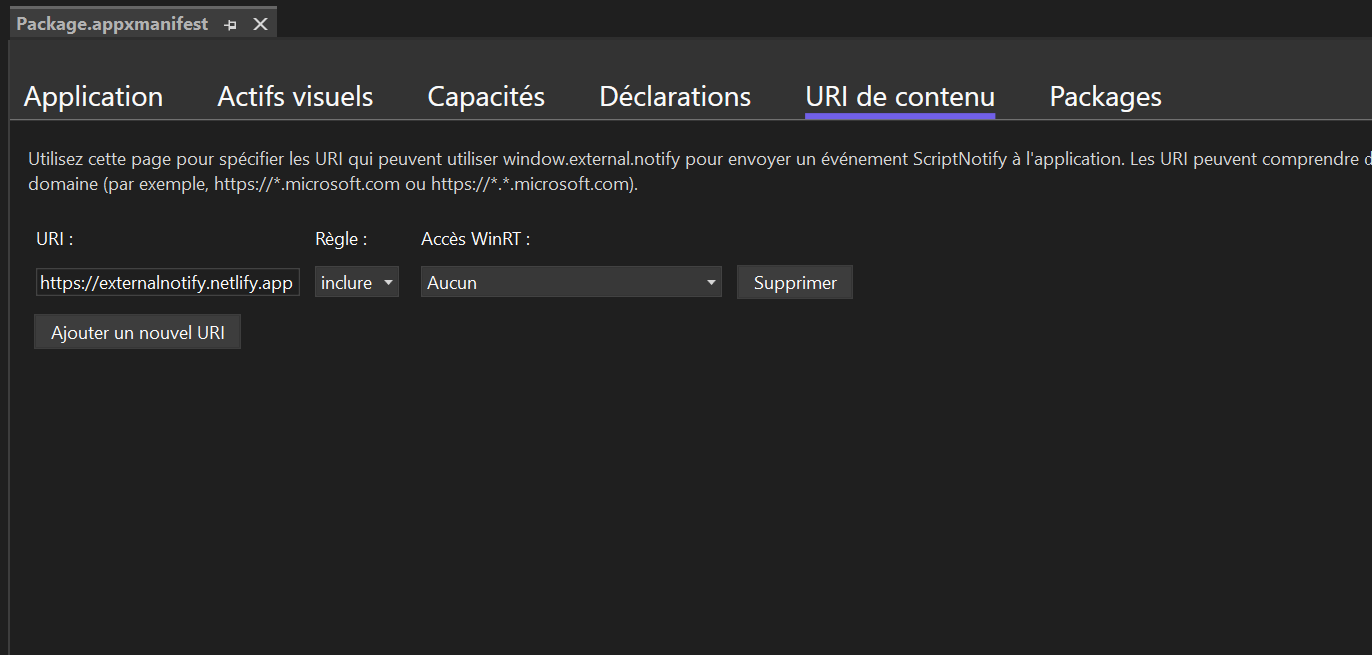 Package.appxmanifest
Application Actifs visuels Capacités Déclarations URI de contenu Packages
Utilisez cette page pour spécifier les URI qui peuvent utiliser window.external.notify pour envoyer un événement ScriptNotify à l'application. Les URI peuvent comprendre d
domaine (par exemple, https://*.microsoft.com ou https://*.*.microsoft.com).
URI : Règle : Accès WinRT :
https://externalnotify.netlify.app inclure Aucun Supprimer
Ajouter un nouvel URI